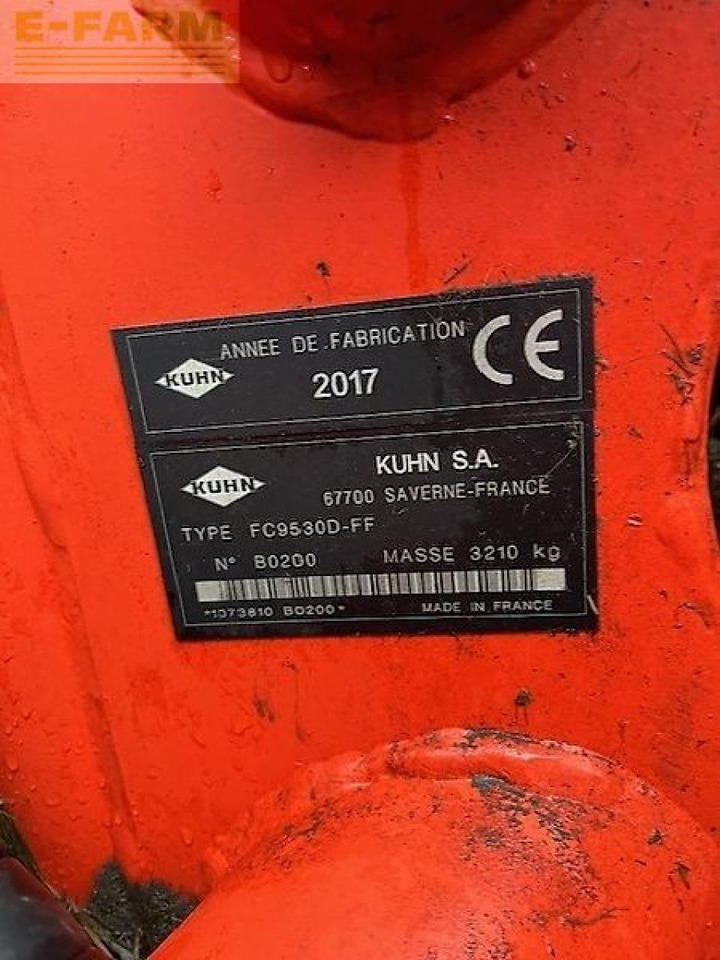 E-FARM
ANNEE DE FABRICATION
KUHN
2017
CE
KUHN
KUHN S.A.
67700 SAVERNE-FRANCE
TYPE FC9530D-FF
N° B0200 MASSE 3210 kg
*1073810 B0200* MADE IN FRANCE